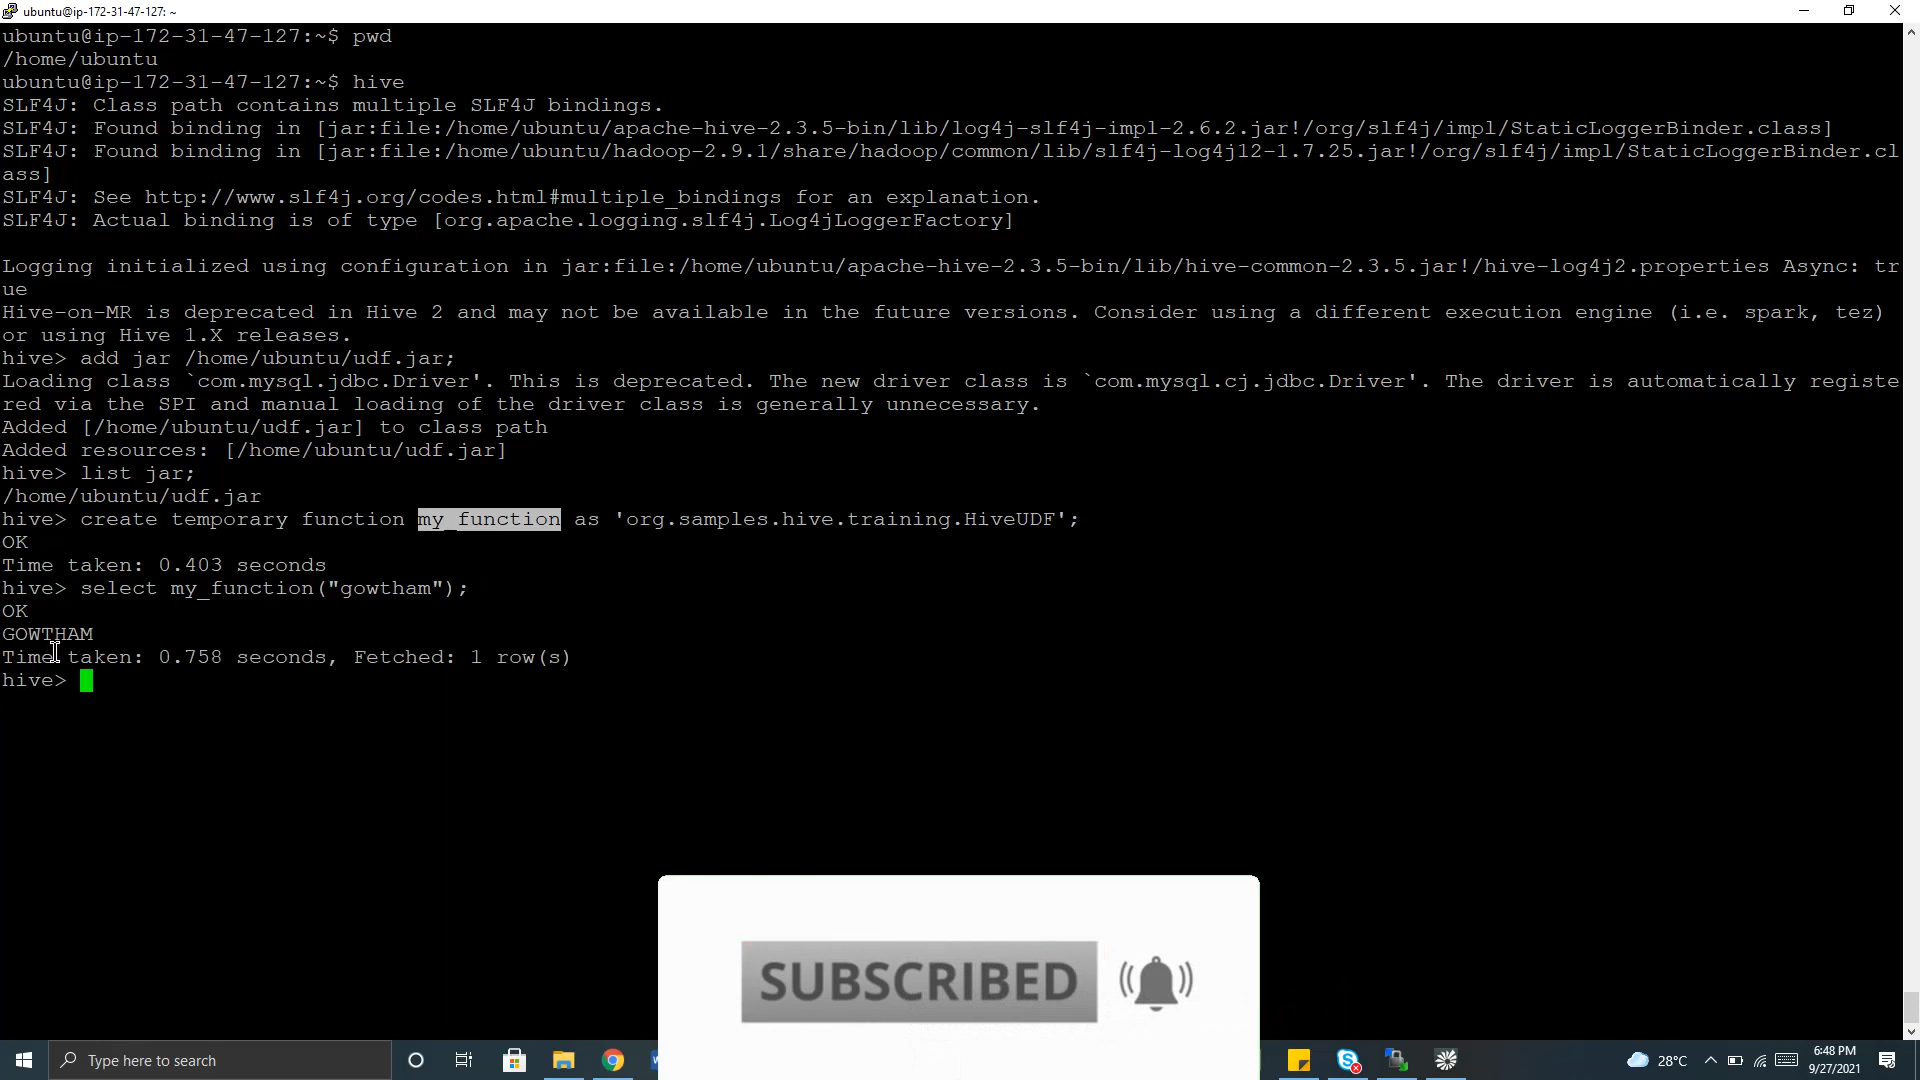 ubuntu@ip-172-31-47-127: ~
ubuntu@ip-172-31-47-127:~$ pwd
/home/ubuntu
ubuntu@ip-172-31-47-127:~$ hive
SLF4J: Class path contains multiple SLF4J bindings.
SLF4J: Found binding in [jar:file:/home/ubuntu/apache-hive-2.3.5-bin/lib/log4j-slf4j-impl-2.6.2.jar!/org/slf4j/impl/StaticLoggerBinder.class]
SLF4J: Found binding in [jar:file:/home/ubuntu/hadoop-2.9.1/share/hadoop/common/lib/slf4j-log4j12-1.7.25.jar!/org/slf4j/impl/StaticLoggerBinder.cl
ass]
SLF4J: See http://www.slf4j.org/codes.html#multiple_bindings for an explanation.
SLF4J: Actual binding is of type [org.apache.logging.slf4j.Log4jLoggerFactory]
Logging initialized using configuration in jar:file:/home/ubuntu/apache-hive-2.3.5-bin/lib/hive-common-2.3.5.jar!/hive-log4j2.properties Async: tr
ue
Hive-on-MR is deprecated in Hive 2 and may not be available in the future versions. Consider using a different execution engine (i.e. spark, tez)
or using Hive 1.X releases.
hive> add jar /home/ubuntu/udf.jar;
Loading class `com.mysql.jdbc.Driver'. This is deprecated. The new driver class is `com.mysql.cj.jdbc.Driver'. The driver is automatically registe
red via the SPI and manual loading of the driver class is generally unnecessary.
Added [/home/ubuntu/udf.jar] to class path
Added resources: [/home/ubuntu/udf.jar]
hive> list jar;
/home/ubuntu/udf.jar
hive> create temporary function my_function as 'org.samples.hive.training.HiveUDF';
OK
Time taken: 0.403 seconds
hive> select my_function("gowtham");
OK
GOWTHAM
Time taken: 0.758 seconds, Fetched: 1 row(s)
hive>
SUBSCRIBED
Type here to search
28°C
6:48 PM
9/27/2021